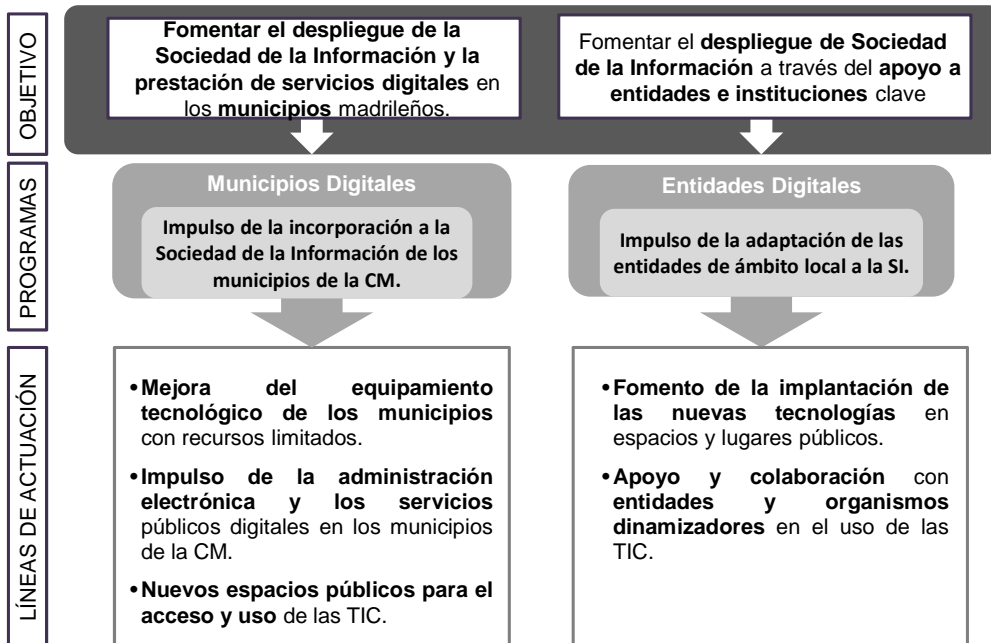 OBJETIVO
Fomentar el despliegue de la
Sociedad de la Información y la
prestación de servicios digitales en
los municipios madrileños.
Fomentar el despliegue de Sociedad
de la Información a través del apoyo a
entidades e instituciones clave
PROGRAMAS
Municipios Digitales
Impulso de la incorporación a la
Sociedad de la Información de los
municipios de la CM.
Entidades Digitales
Impulso de la adaptación de las
entidades de ámbito local a la SI.
LÍNEAS DE ACTUACIÓN
•Mejora del equipamiento
tecnológico de los municipios
con recursos limitados.
•Impulso de la administración
electrónica y los servicios
públicos digitales en los municipios
de la CM.
•Nuevos espacios públicos para el
acceso y uso de las TIC.
•Fomento de la implantación de
las nuevas tecnologías en
espacios y lugares públicos.
•Apoyo y colaboración con
entidades y organismos
dinamizadores en el uso de las
TIC.